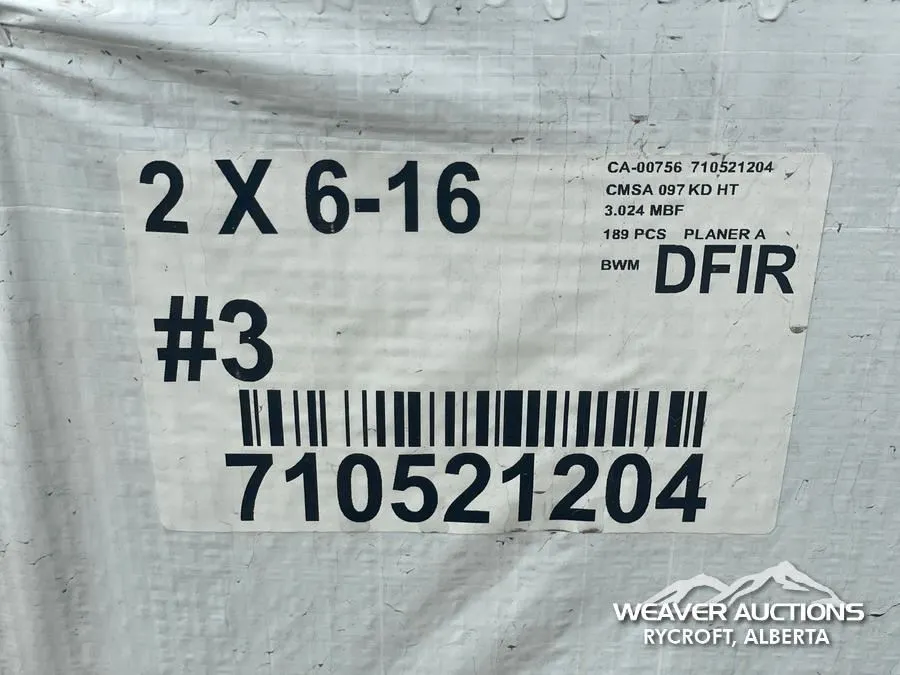 2 X 6-16
CA-00756 710521204
CMSA 097 KD HT
3.024 MBF
189 PCS PLANER A
BWM DFIR
#3
710521204
WEAVER AUCTIONS
RYCROFT, ALBERTA